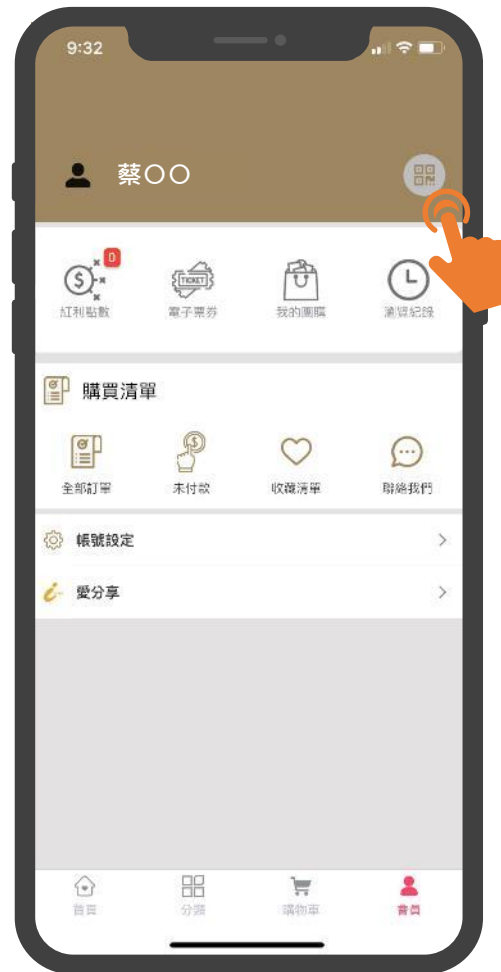 9:32
蔡〇〇
0
TICKET
紅利點數 電子票券 我的團購 瀏覽紀錄
購買清單
全部訂單 未付款 收藏清單 聯絡我們
帳號設定
愛分享
首頁 分類 購物車 會員